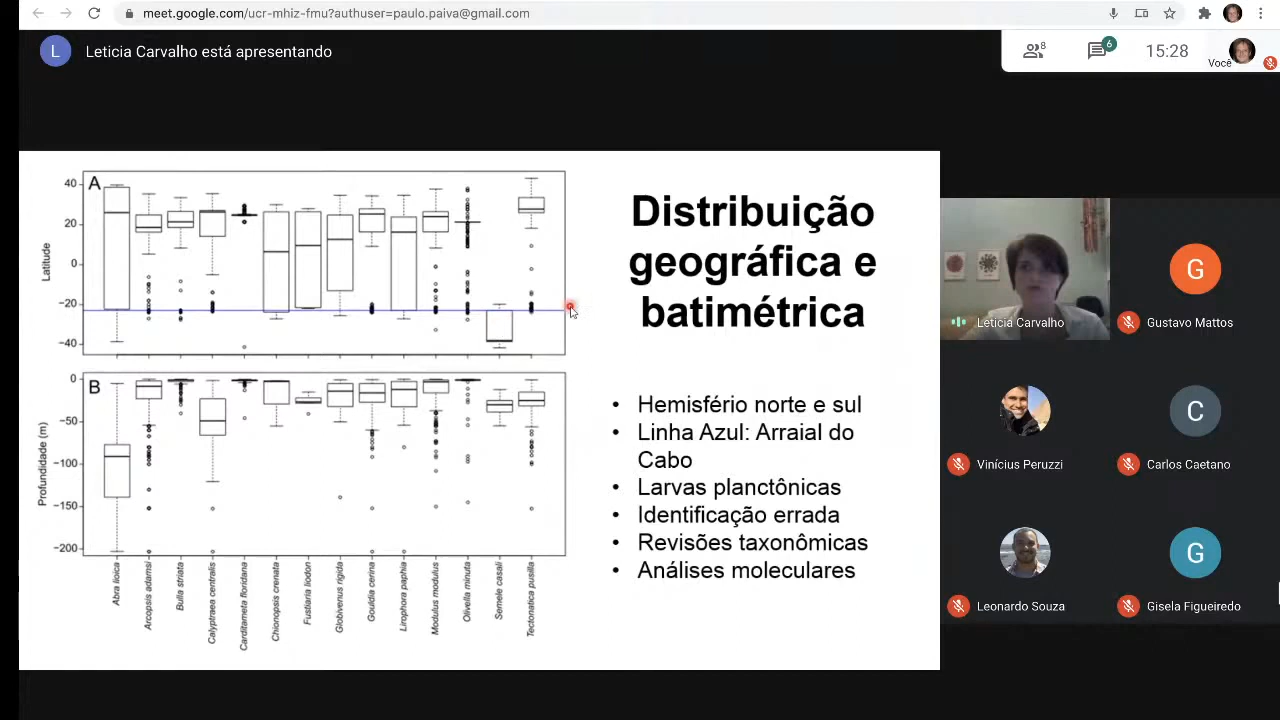 meet.google.com/ucr-mhiz-fmu?authuser=paulo.paiva@gmail.com
L
Leticia Carvalho está apresentando
8
6
15:28
Você
A
Latitude
40
20
0
−20
−40
B
Profundidade (m)
0
−50
−100
−150
−200
Abra lioica
Arcopsis adamsi
Bulla striata
Calyptraea centralis
Carditameta floridana
Chionopsis crenata
Fustiaria liodon
Globivenus rigida
Gouldia cerina
Lirophora paphia
Modulus modulus
Olivella minuta
Semele casali
Tectonatica pusilla
Distribuição
geográfica e
batimétrica
• Hemisfério norte e sul
• Linha Azul: Arraial do
Cabo
• Larvas planctônicas
• Identificação errada
• Revisões taxonômicas
• Análises moleculares
Leticia Carvalho
G
Gustavo Mattos
Vinícius Peruzzi
C
Carlos Caetano
Leonardo Souza
G
Gisela Figueiredo